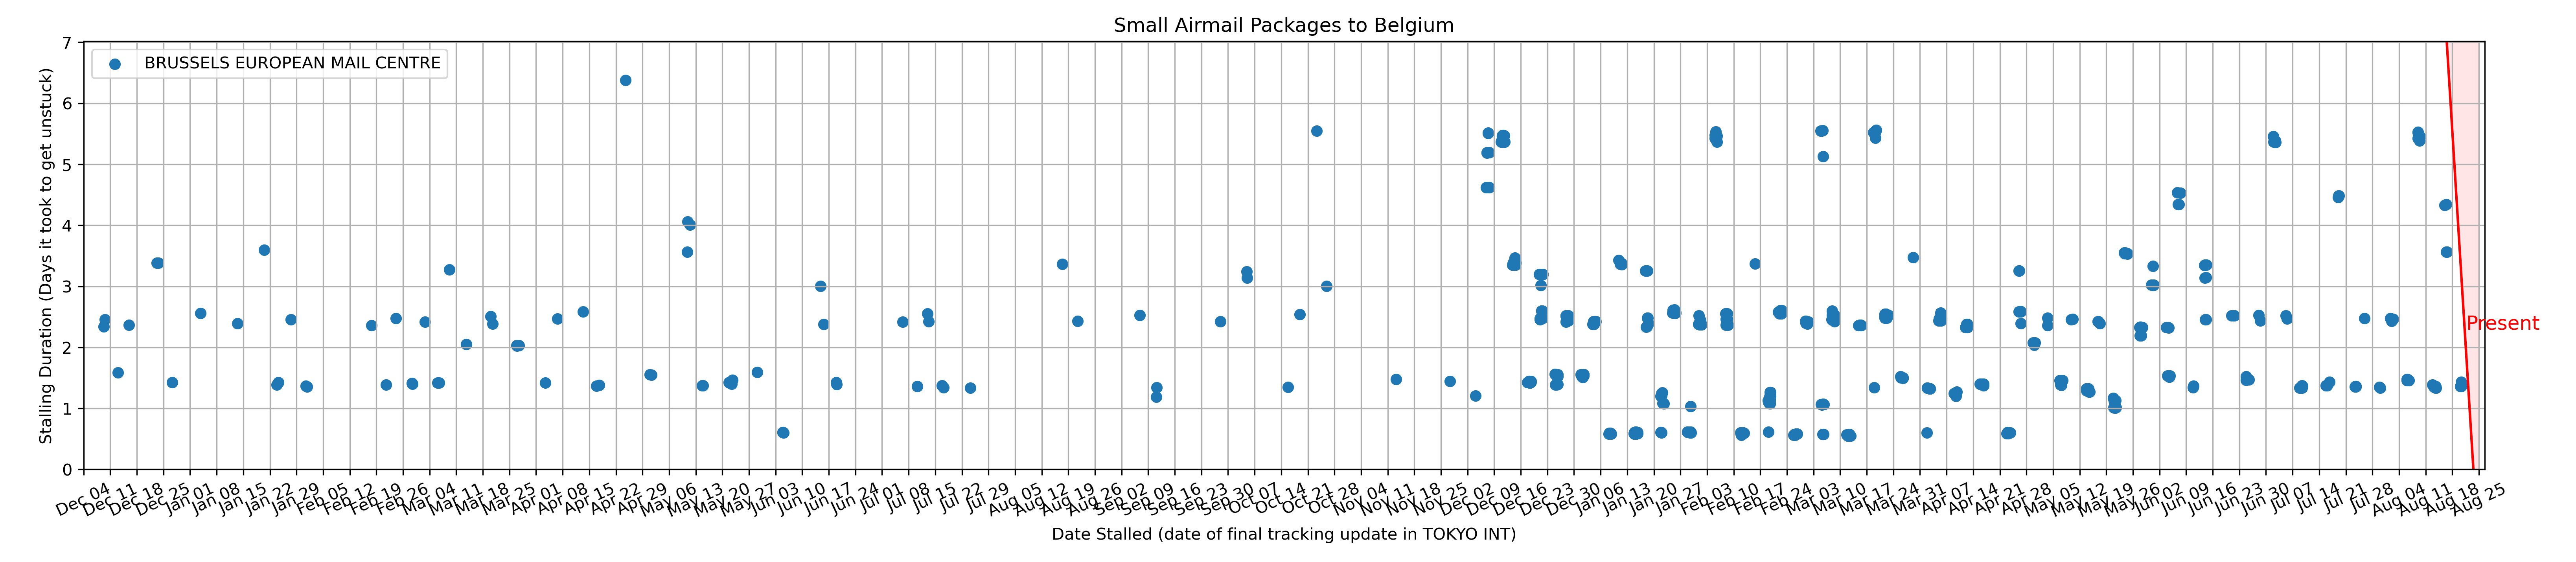 Small Airmail Packages to Belgium
BRUSSELS EUROPEAN MAIL CENTRE
Stalling Duration (Days it took to get unstuck)
7
6
5
4
3
2
1
0
Present
Dec 04 Dec 11 Dec 18 Dec 25 Jan 01 Jan 08 Jan 15 Jan 22 Jan 29 Feb 05 Feb 12 Feb 19 Feb 26 Mar 04 Mar 11 Mar 18 Mar 25 Apr 01 Apr 08 Apr 15 Apr 22 Apr 29 May 06 May 13 May 20 May 27 Jun 03 Jun 10 Jun 17 Jun 24 Jul 01 Jul 08 Jul 15 Jul 22 Jul 29 Aug 05 Aug 12 Aug 19 Aug 26 Sep 02 Sep 09 Sep 16 Sep 23 Sep 30 Oct 07 Oct 14 Oct 21 Oct 28 Nov 04 Nov 11 Nov 18 Nov 25 Dec 02 Dec 09 Dec 16 Dec 23 Dec 30 Jan 06 Jan 13 Jan 20 Jan 27 Feb 03 Feb 10 Feb 17 Feb 24 Mar 03 Mar 10 Mar 17 Mar 24 Mar 31 Apr 07 Apr 14 Apr 21 Apr 28 May 05 May 12 May 19 May 26 Jun 02 Jun 09 Jun 16 Jun 23 Jun 30 Jul 07 Jul 14 Jul 21 Jul 28 Aug 04 Aug 11 Aug 18 Aug 25
Date Stalled (date of final tracking update in TOKYO INT)